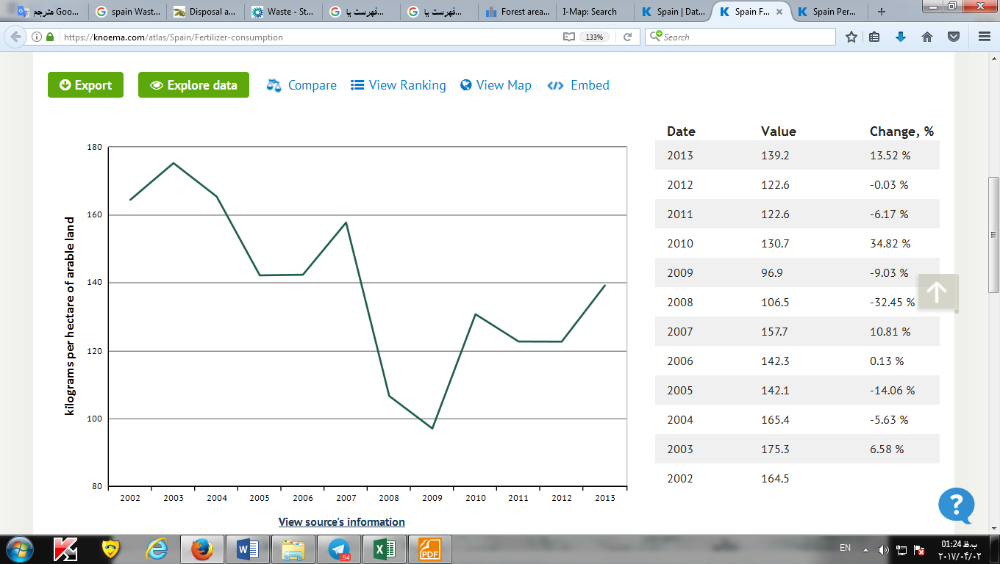 مترجم Goo...
spain Wast...
Disposal a...
Waste - St...
فهرست یا...
فهرست یا...
Forest area...
I-Map: Search
Spain | Dat...
Spain F...
Spain Per...
https://knoema.com/atlas/Spain/Fertilizer-consumption
133%
Search
Export
Explore data
Compare
View Ranking
View Map
Embed
kilograms per hectare of arable land
180
160
140
120
100
80
2002 2003 2004 2005 2006 2007 2008 2009 2010 2011 2012 2013
View source's information
Date Value Change, %
2013 139.2 13.52 %
2012 122.6 -0.03 %
2011 122.6 -6.17 %
2010 130.7 34.82 %
2009 96.9 -9.03 %
2008 106.5 -32.45 %
2007 157.7 10.81 %
2006 142.3 0.13 %
2005 142.1 -14.06 %
2004 165.4 -5.63 %
2003 175.3 6.58 %
2002 164.5
?
.94
PDF
EN
01:24 ب.ظ
۲۰۱۷/۰۴/۰۲